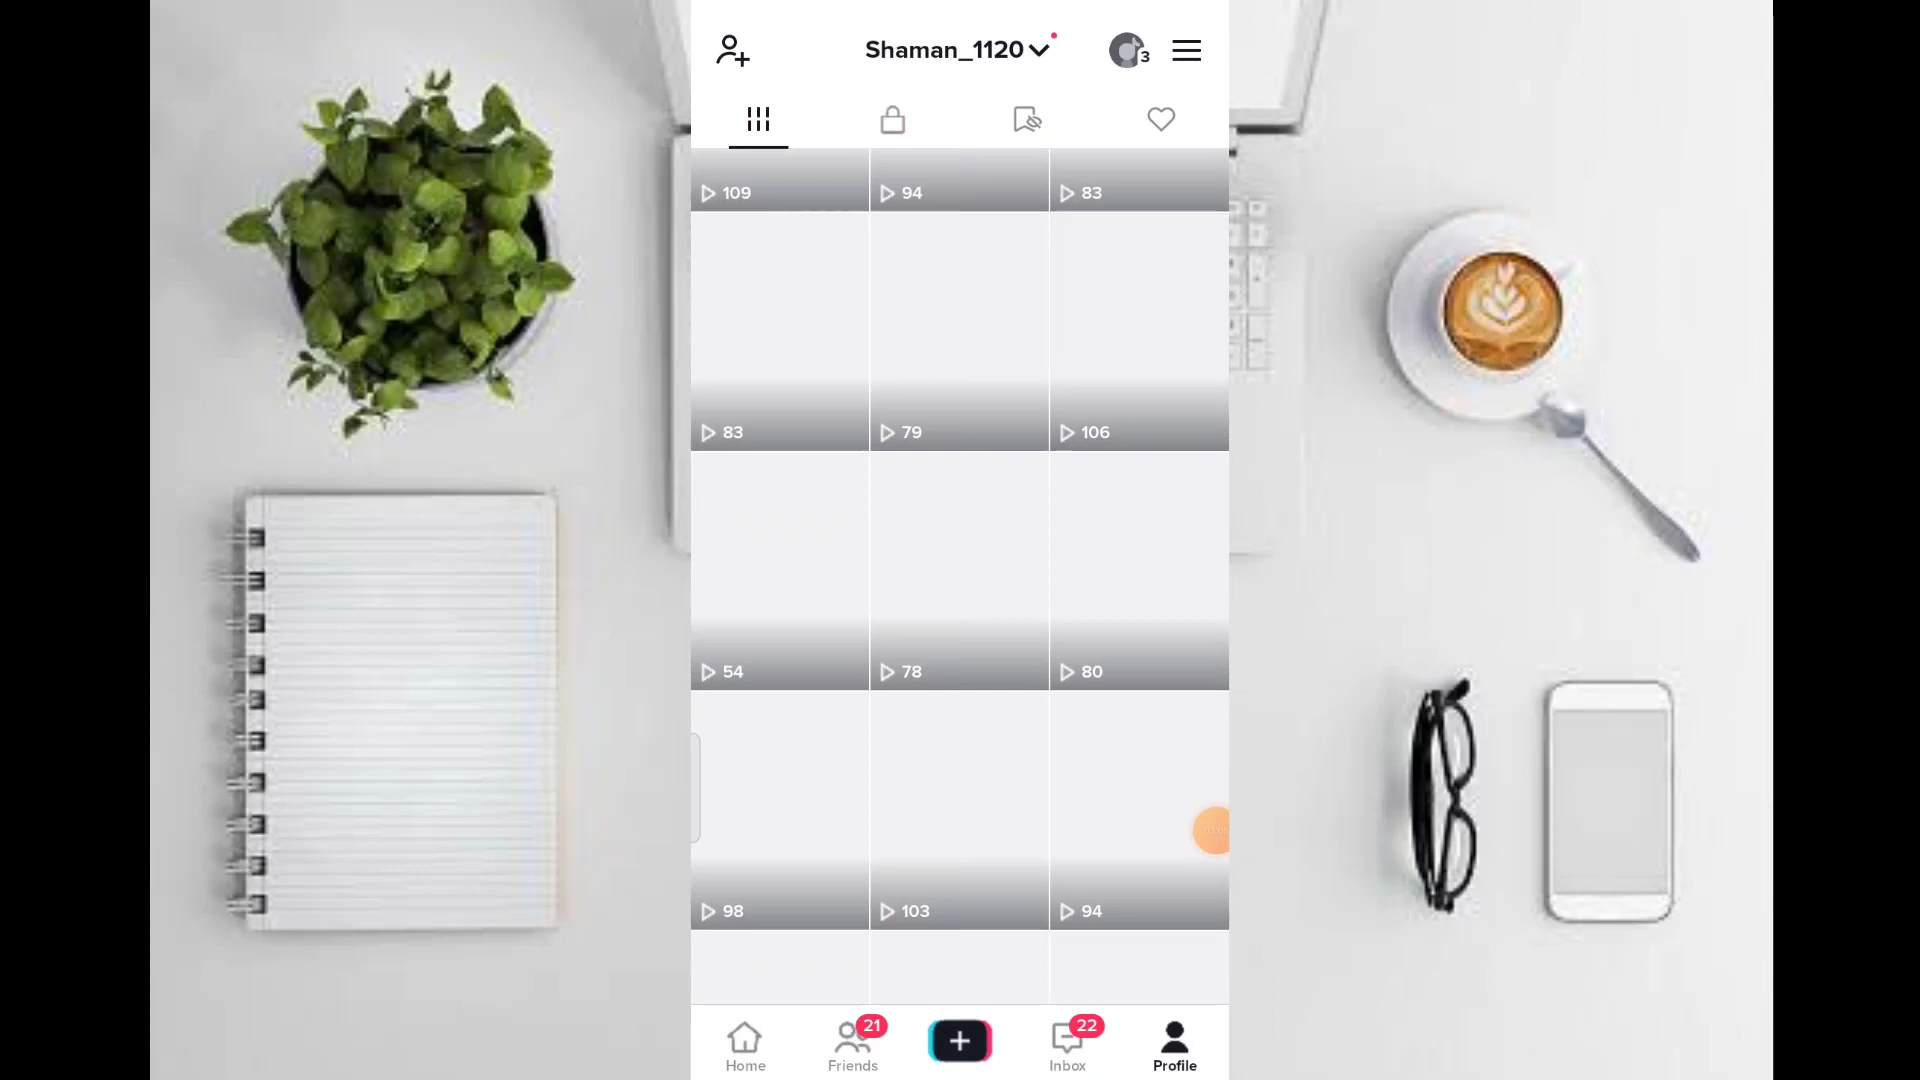 Shaman_1120
3
109 94 83
83 79 106
54 78 80
98 103 94
21 22
Home Friends Inbox Profile